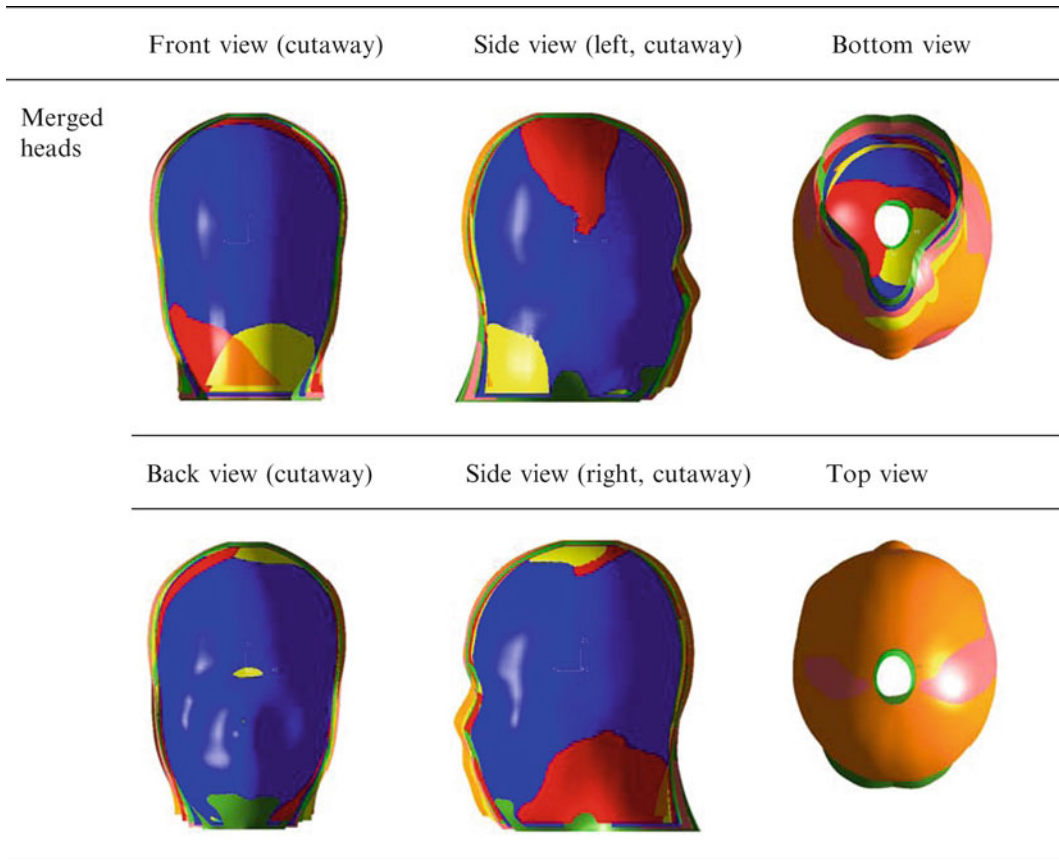 Front view (cutaway) Side view (left, cutaway) Bottom view
Merged
heads
Back view (cutaway) Side view (right, cutaway) Top view